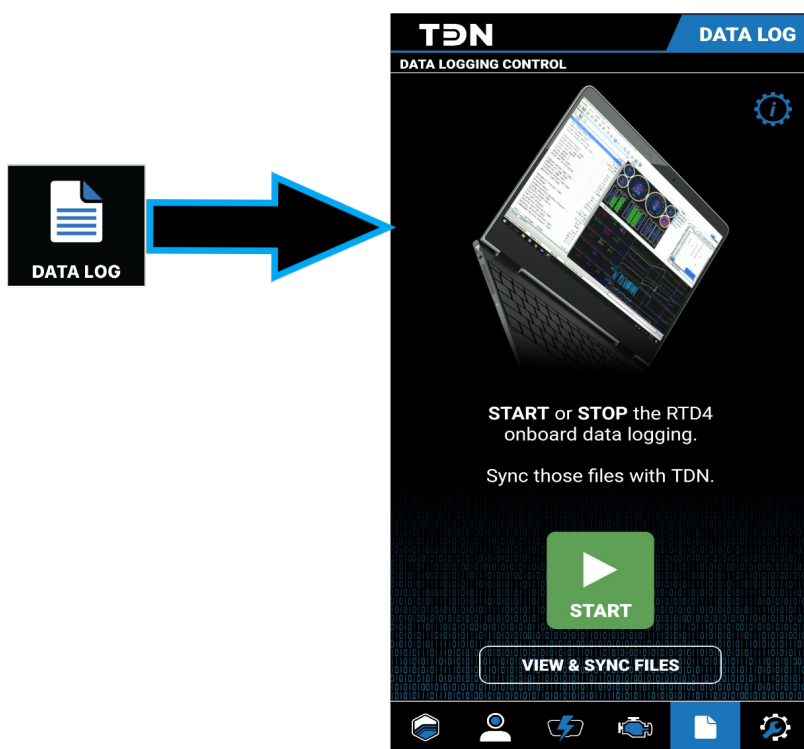 DATA LOG
TDN
DATA LOG
DATA LOGGING CONTROL
i
START or STOP the RTD4
onboard data logging.
Sync those files with TDN.
START
VIEW & SYNC FILES